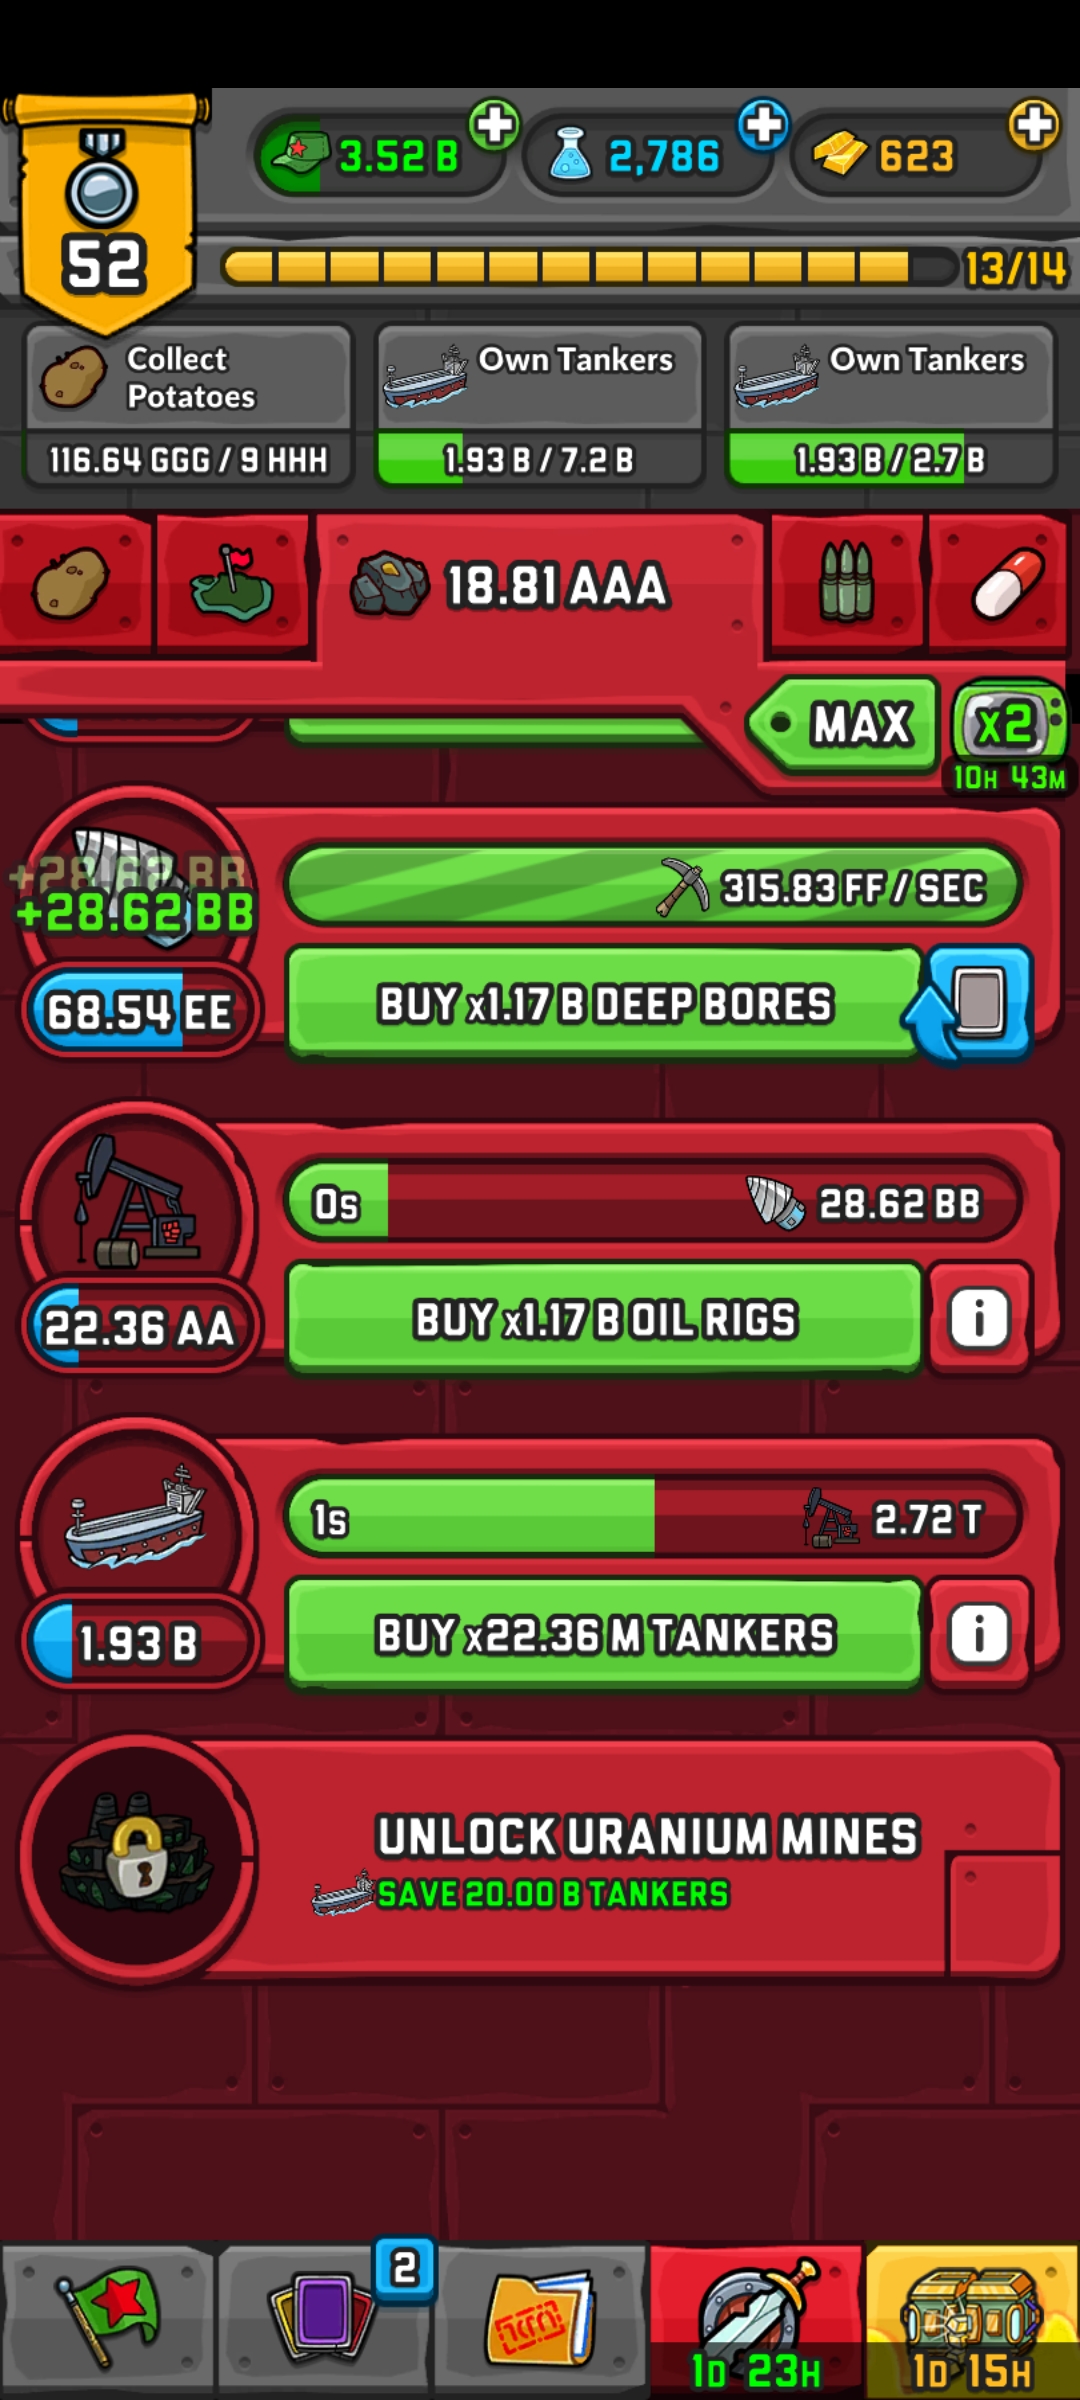 3.52 B
2,786
623
52
13/14
Collect
Potatoes
116.64 GGG / 9 HHH
Own Tankers
1.93 B / 7.2 B
Own Tankers
1.93 B / 2.7 B
18.81 AAA
MAX
x2
10H 43M
+28.62 BB
+28.62 BB
315.83 FF / SEC
68.54 EE
BUY x1.17 B DEEP BORES
0s
28.62 BB
22.36 AA
BUY x1.17 B OIL RIGS
i
1s
2.72 T
1.93 B
BUY x22.36 M TANKERS
i
UNLOCK URANIUM MINES
SAVE 20.00 B TANKERS
2
1D 23H
1D 15H